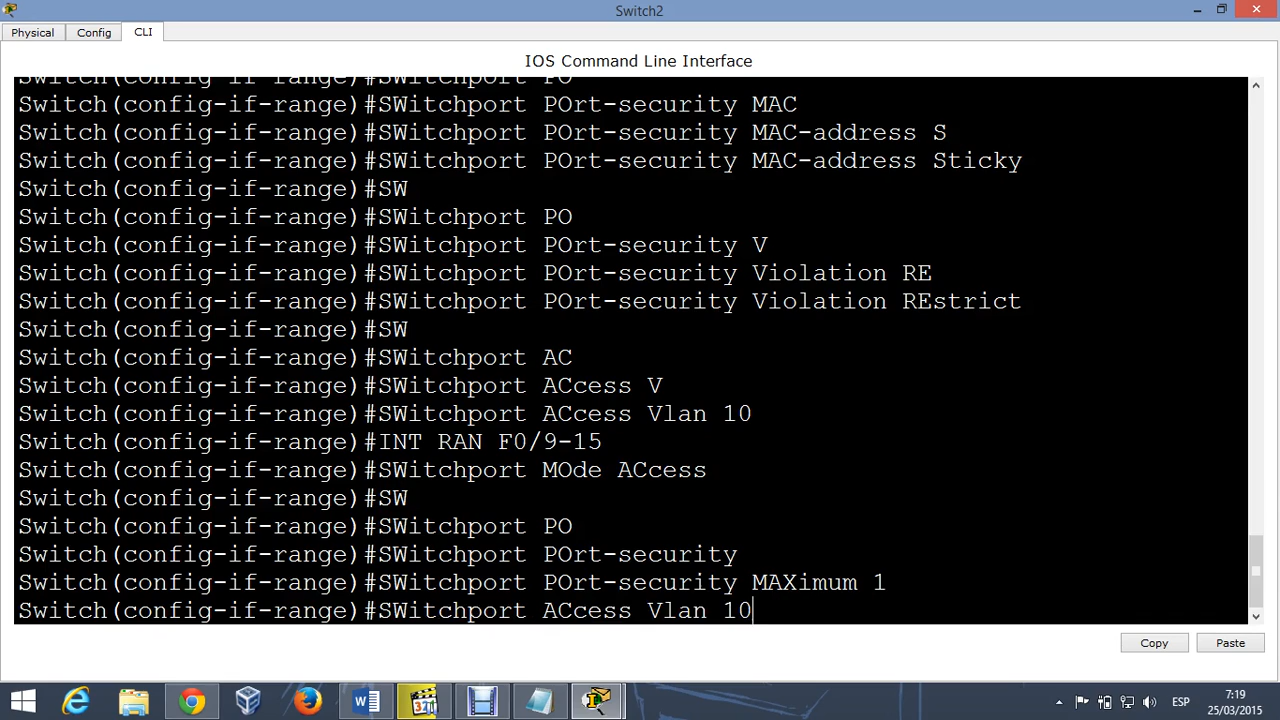 Switch2
Physical Config CLI
IOS Command Line Interface
Switch(config-if-range)#SWitchport PO
Switch(config-if-range)#SWitchport POrt-security MAC
Switch(config-if-range)#SWitchport POrt-security MAC-address S
Switch(config-if-range)#SWitchport POrt-security MAC-address Sticky
Switch(config-if-range)#SW
Switch(config-if-range)#SWitchport PO
Switch(config-if-range)#SWitchport POrt-security V
Switch(config-if-range)#SWitchport POrt-security Violation RE
Switch(config-if-range)#SWitchport POrt-security Violation REstrict
Switch(config-if-range)#SW
Switch(config-if-range)#SWitchport AC
Switch(config-if-range)#SWitchport ACcess V
Switch(config-if-range)#SWitchport ACcess Vlan 10
Switch(config-if-range)#INT RAN F0/9-15
Switch(config-if-range)#SWitchport MOde ACcess
Switch(config-if-range)#SW
Switch(config-if-range)#SWitchport PO
Switch(config-if-range)#SWitchport POrt-security
Switch(config-if-range)#SWitchport POrt-security MAXimum 1
Switch(config-if-range)#SWitchport ACcess Vlan 10
Copy Paste
321
ESP
7:19
25/03/2015